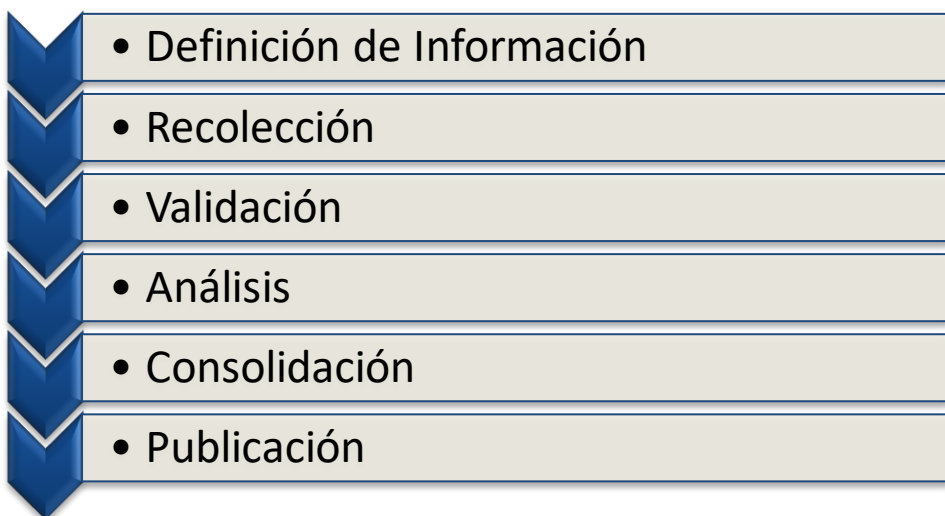 • Definición de Información
• Recolección
• Validación
• Análisis
• Consolidación
• Publicación